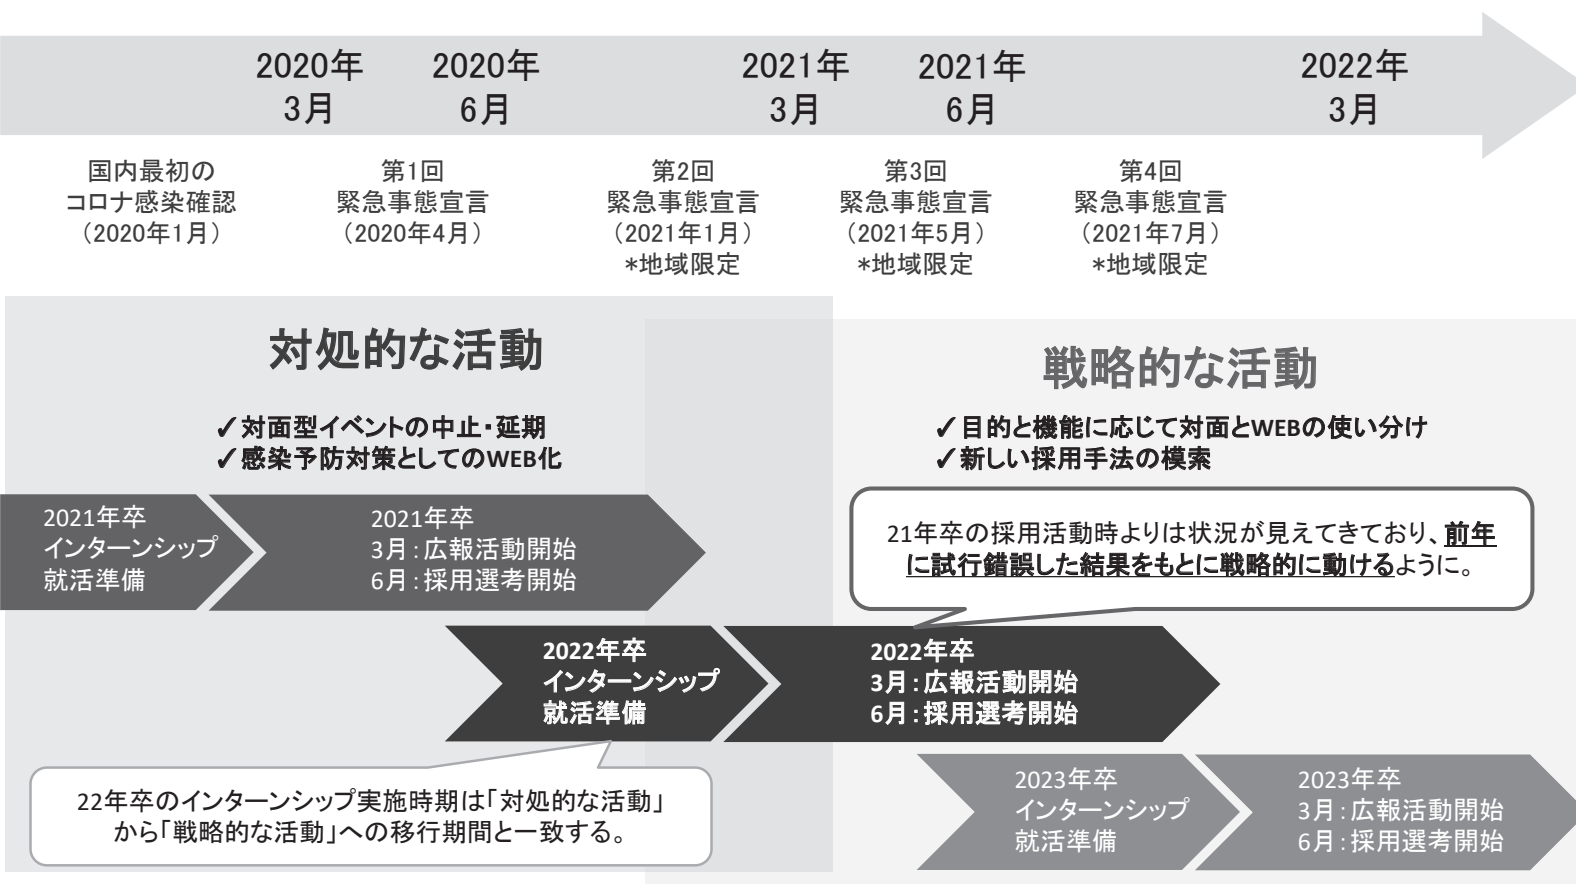 2020年
3月
2020年
6月
2021年
3月
2021年
6月
2022年
3月
国内最初の
コロナ感染確認
（2020年1月）
第1回
緊急事態宣言
（2020年4月）
第2回
緊急事態宣言
（2021年1月）
*地域限定
第3回
緊急事態宣言
（2021年5月）
*地域限定
第4回
緊急事態宣言
（2021年7月）
*地域限定
対処的な活動
✓対面型イベントの中止・延期
✓感染予防対策としてのWEB化
戦略的な活動
✓目的と機能に応じて対面とWEBの使い分け
✓新しい採用手法の模索
2021年卒
インターンシップ
就活準備
2021年卒
3月：広報活動開始
6月：採用選考開始
21年卒の採用活動時よりは状況が見えてきており、前年
に試行錯誤した結果をもとに戦略的に動けるように。
2022年卒
インターンシップ
就活準備
2022年卒
3月：広報活動開始
6月：採用選考開始
22年卒のインターンシップ実施時期は「対処的な活動」
から「戦略的な活動」への移行期間と一致する。
2023年卒
インターンシップ
就活準備
2023年卒
3月：広報活動開始
6月：採用選考開始